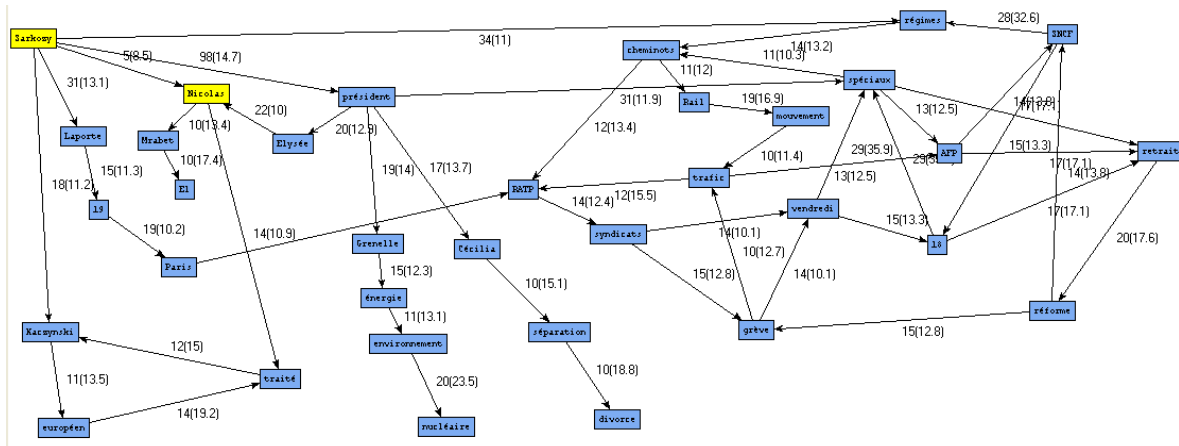 régimes
28(32.6)
Sarkozy
34(11)
SNCF
cheminots
14(13.2)
5(8.5)
98(14.7)
11(10.3)
31(13.1)
11(12)
spéciaux
Nicolas
président
31(11.9)
Rail
19(16.9)
22(10)
mouvement
13(12.5)
Laporte
Mrabet
10(13.4)
Elysée
20(12.9)
12(13.4)
AFP
15(13.3)
retraite
10(11.4)
29(35.9)
15(11.3)
10(17.4)
19(14)
17(13.7)
17(17.1)
14(13.8)
18(11.2)
El
RATP
12(15.5)
trafic
13(12.5)
19
14(12.4)
vendredi
15(13.3)
17(17.1)
19(10.2)
14(10.9)
syndicats
14(10.1)
20(17.6)
Paris
Grenelle
Cécilia
10(12.7)
18
15(12.3)
10(15.1)
15(12.8)
14(10.1)
énergie
11(13.1)
réforme
Kaczynski
12(15)
environnement
séparation
grève
15(12.8)
11(13.5)
traité
20(23.5)
10(18.8)
14(19.2)
européen
nucléaire
divorce